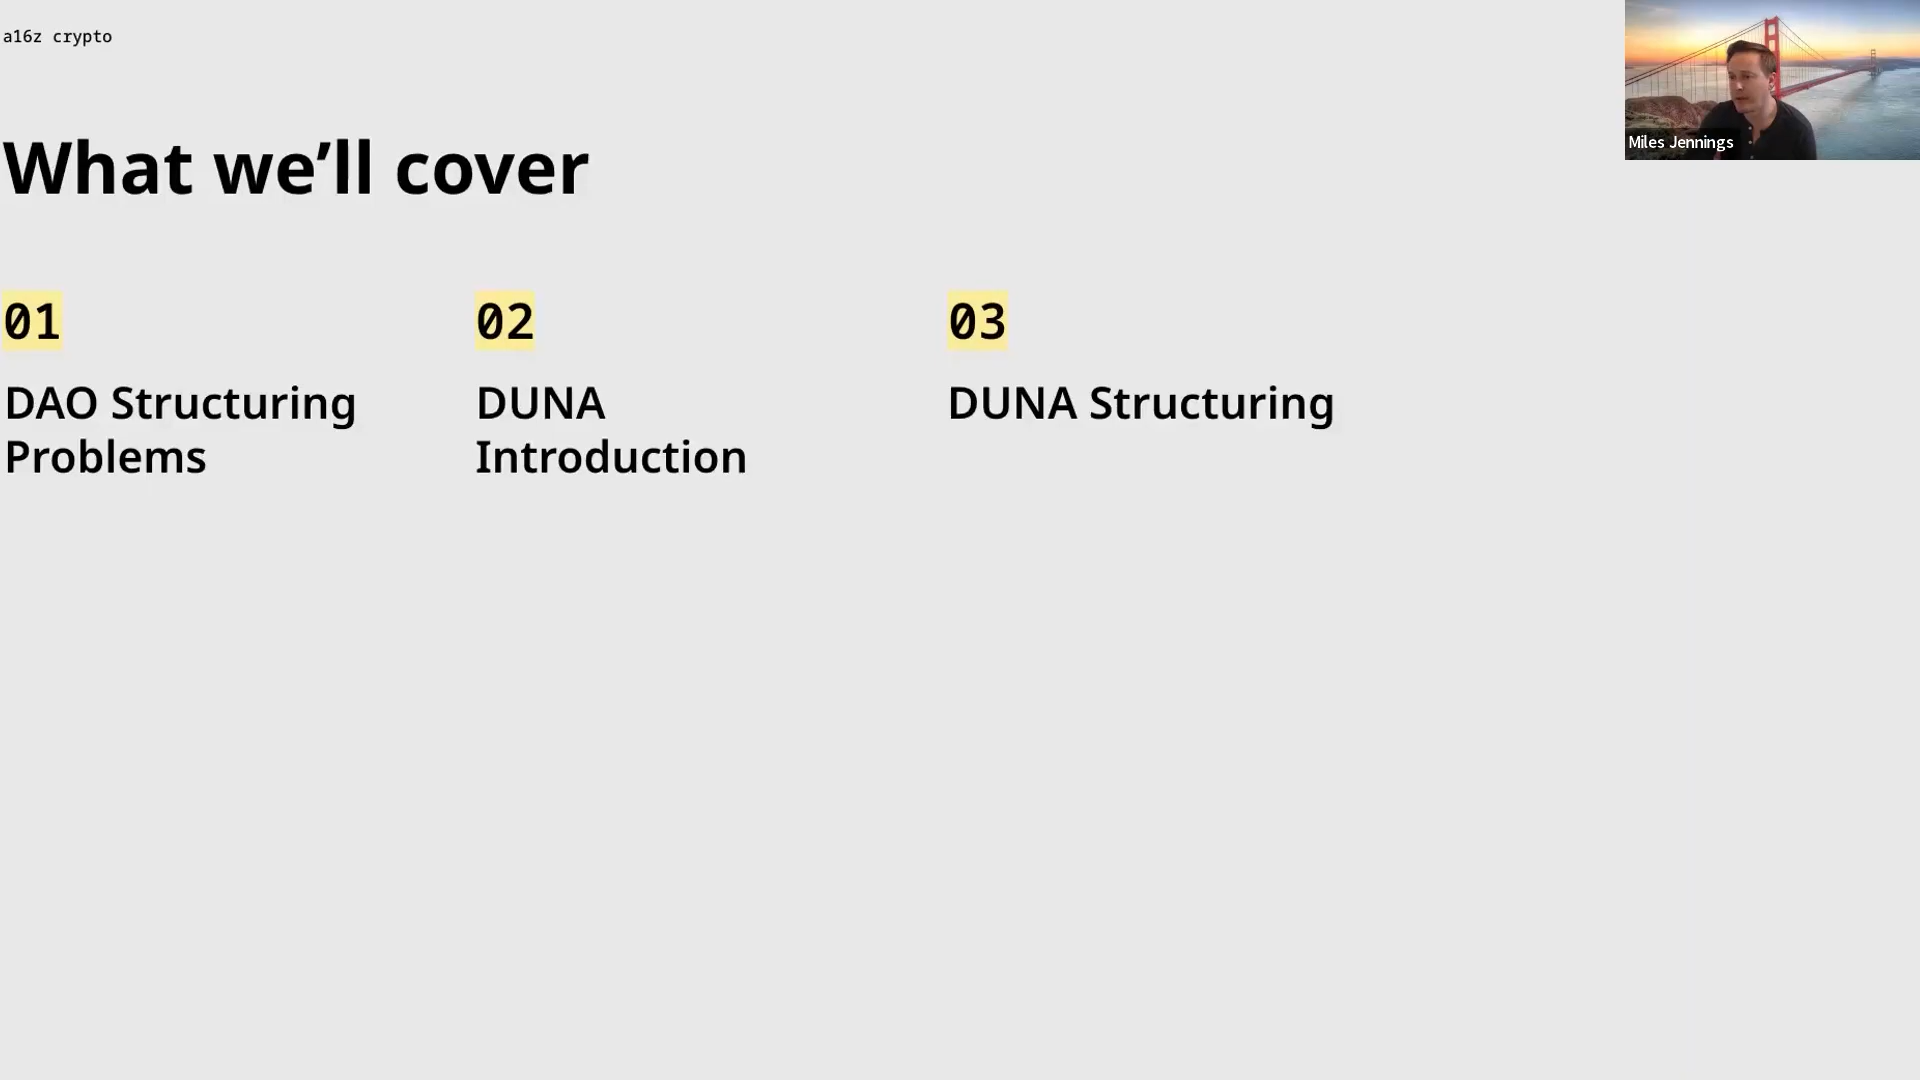 a16z crypto
Miles Jennings
What we’ll cover
01
DAO Structuring
Problems
02
DUNA
Introduction
03
DUNA Structuring